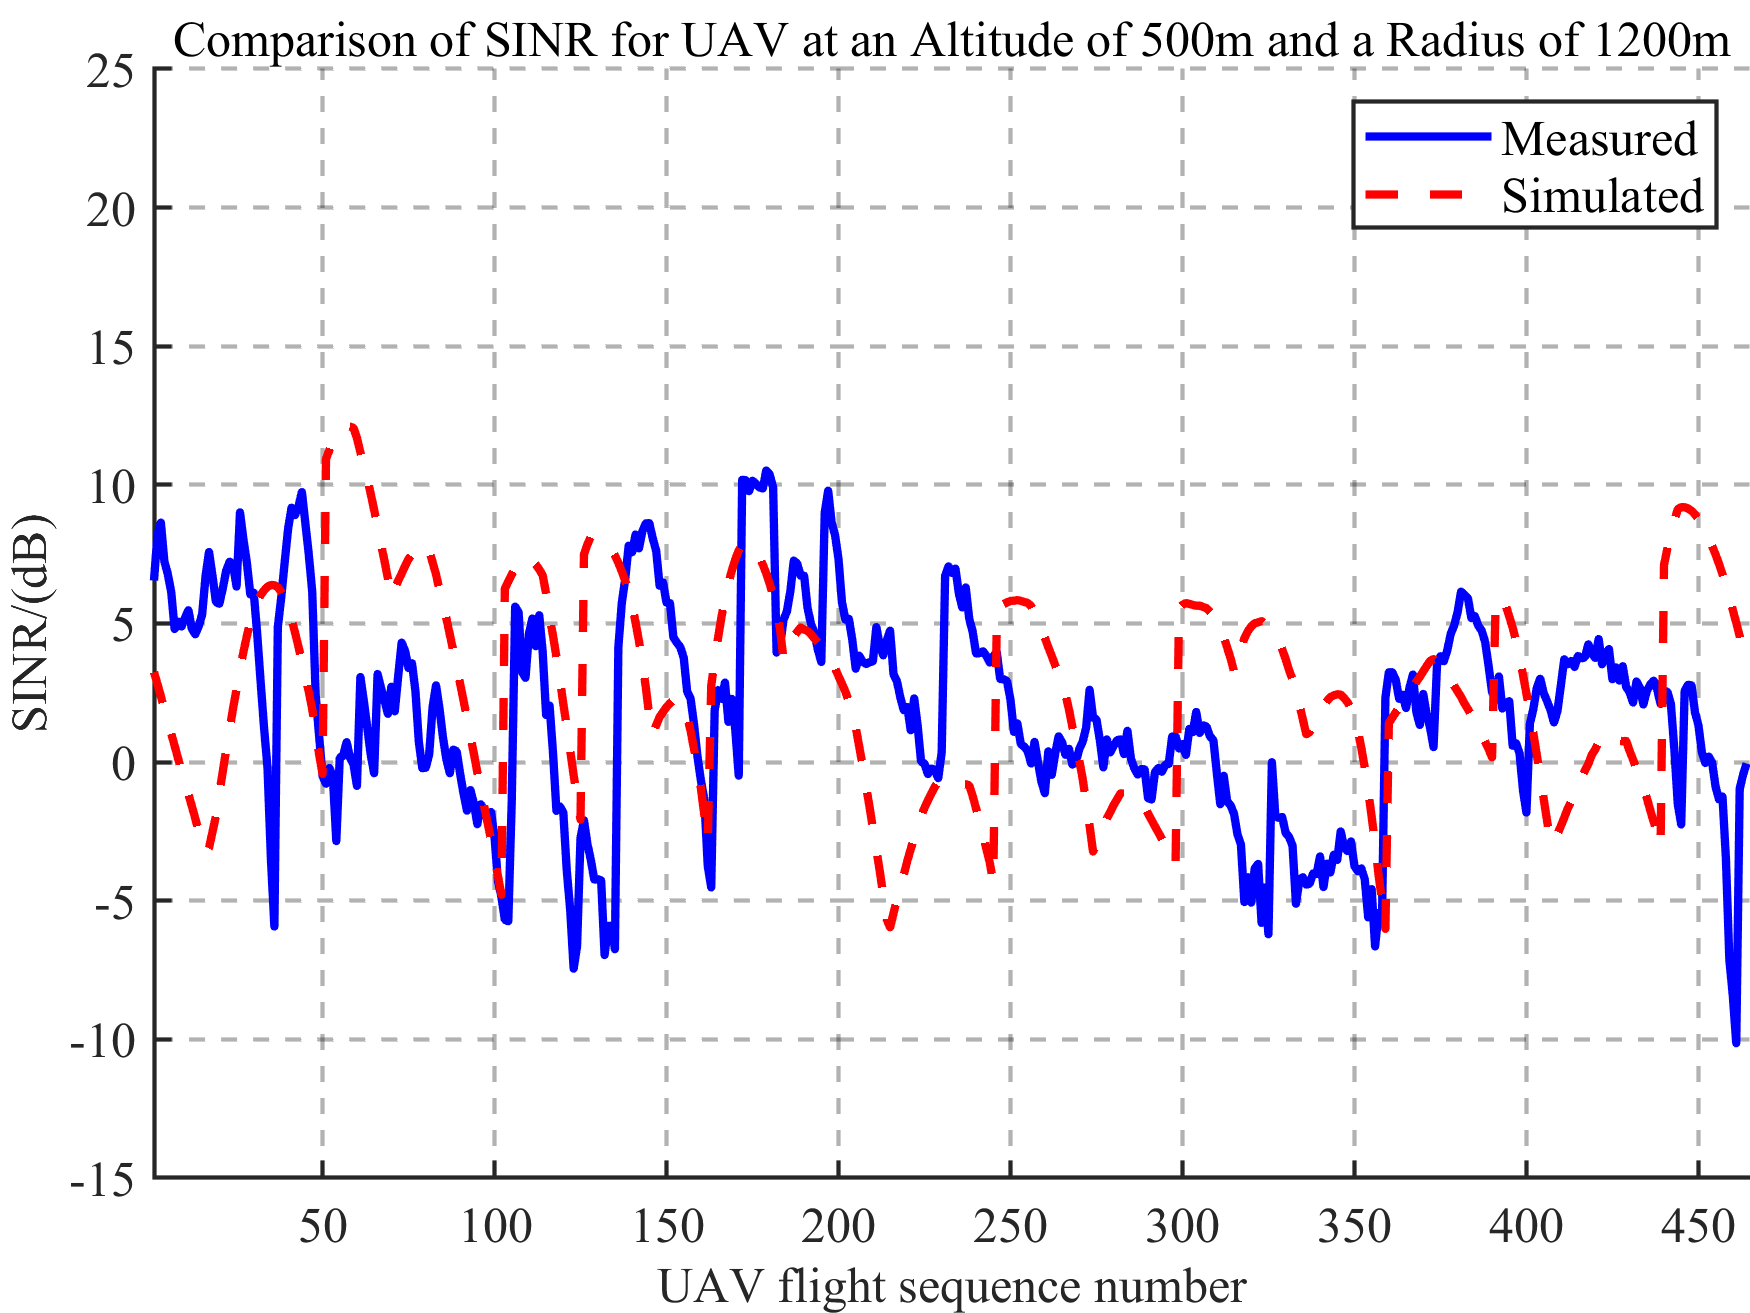 Comparison of SINR for UAV at an Altitude of 500m and a Radius of 1200m
25
20
15
10
5
0
-5
-10
-15
SINR/(dB)
Measured
Simulated
50 100 150 200 250 300 350 400 450
UAV flight sequence number